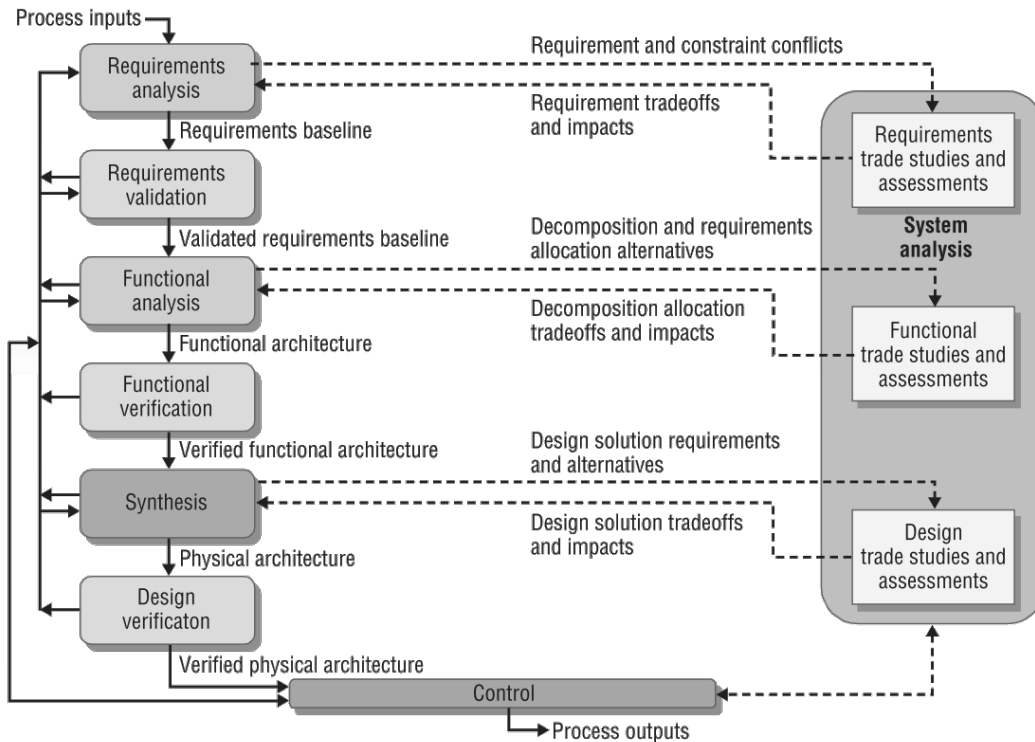 Process inputs
Requirements
analysis
Requirement and constraint conflicts
Requirement tradeoffs
and impacts
Requirements baseline
Requirements
trade studies and
assessments
Requirements
validation
System
analysis
Validated requirements baseline
Decomposition and requirements
allocation alternatives
Functional
analysis
Decomposition allocation
tradeoffs and impacts
Functional architecture
Functional
trade studies and
assessments
Functional
verification
Verified functional architecture
Design solution requirements
and alternatives
Synthesis
Design solution tradeoffs
and impacts
Physical architecture
Design
trade studies and
assessments
Design
verificaton
Verified physical architecture
Control
Process outputs